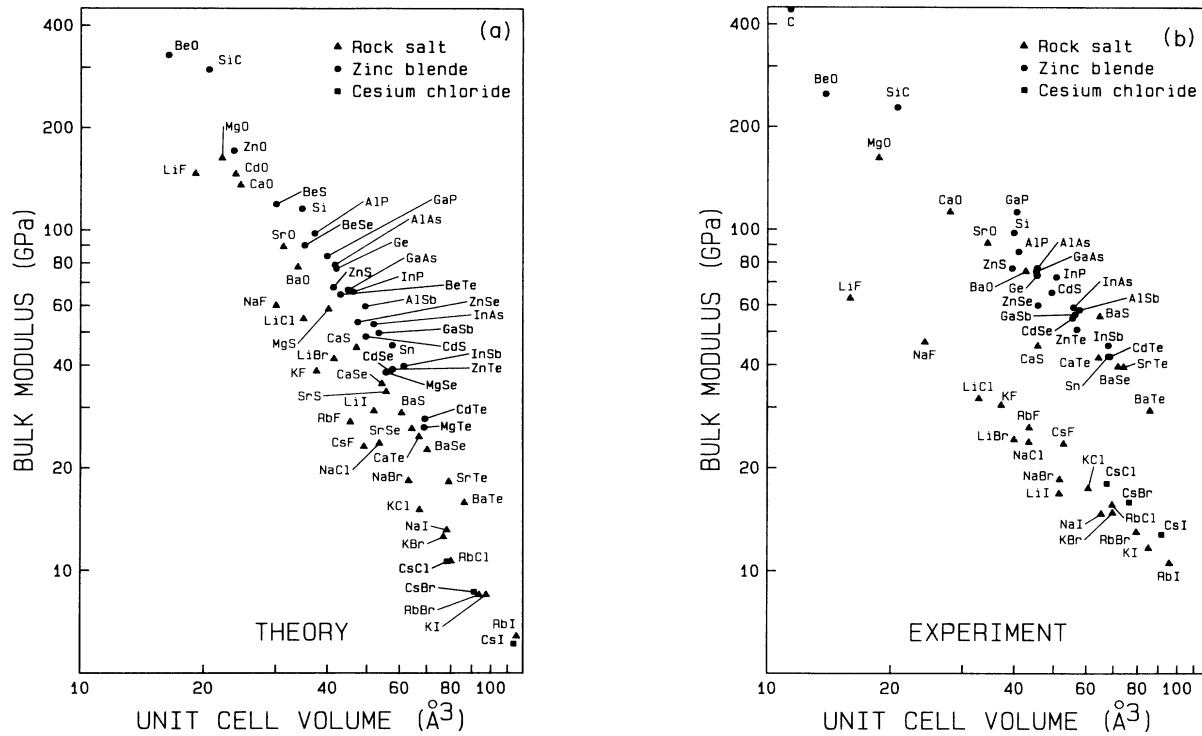 (a)
▲ Rock salt
● Zinc blende
■ Cesium chloride
BeO
SiC
MgO
ZnO
LiF
CdO
CaO
BeS
Si
AlP
GaP
BeSe
AlAs
SrO
Ge
BaO
ZnS
GaAs
InP
BeTe
NaF
AlSb
ZnSe
LiCl
InAs
MgS
CaS
GaSb
CdS
LiBr
CdSe
Sn
InSb
KF
ZnTe
CaSe
MgSe
SrS
LiI
BaS
RbF
CdTe
SrSe
MgTe
CsF
BaSe
NaCl
CaTe
NaBr
SrTe
KCl
BaTe
NaI
KBr
CsCl
RbCl
CsBr
RbBr
KI
RbI
CsI
THEORY
400
200
100
80
60
40
20
10
BULK MODULUS (GPa)
10
20
40
60
80
100
UNIT CELL VOLUME (Å3)
(b)
▲ Rock salt
● Zinc blende
■ Cesium chloride
C
BeO
SiC
MgO
CaO
GaP
SrO
Si
AlP
AlAs
ZnS
GaAs
BaO
InP
LiF
Ge
CdS
InAs
ZnSe
AlSb
GaSb
BaS
CdSe
NaF
ZnTe
InSb
CaS
CaTe
CdTe
Sn
SrTe
BaSe
LiCl
KF
BaTe
RbF
LiBr
CsF
NaCl
KCl
CsCl
NaBr
LiI
CsBr
NaI
RbCl
CsI
KBr
RbBr
KI
RbI
EXPERIMENT
400
200
100
80
60
40
20
10
BULK MODULUS (GPa)
10
20
40
60
80
100
UNIT CELL VOLUME (Å3)